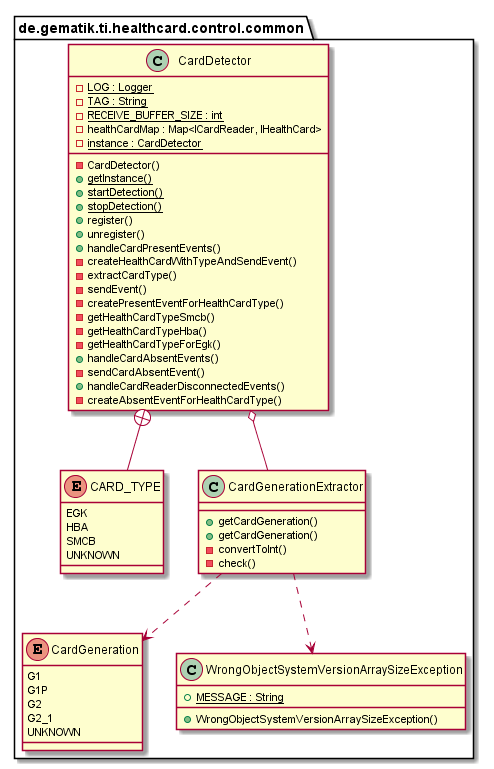 de.gematik.ti.healthcard.control.common
C CardDetector
LOG : Logger
TAG : String
RECEIVE_BUFFER_SIZE : int
healthCardMap : Map<ICardReader, IHealthCard>
instance : CardDetector
CardDetector()
getInstance()
startDetection()
stopDetection()
register()
unregister()
handleCardPresentEvents()
createHealthCardWithTypeAndSendEvent()
extractCardType()
sendEvent()
createPresentEventForHealthCardType()
getHealthCardTypeSmcb()
getHealthCardTypeHba()
getHealthCardTypeForEgk()
handleCardAbsentEvents()
sendCardAbsentEvent()
handleCardReaderDisconnectedEvents()
createAbsentEventForHealthCardType()
E CARD_TYPE
EGK
HBA
SMCB
UNKNOWN
C CardGenerationExtractor
getCardGeneration()
getCardGeneration()
convertToInt()
check()
E CardGeneration
G1
G1P
G2
G2_1
UNKNOWN
C WrongObjectSystemVersionArraySizeException
MESSAGE : String
WrongObjectSystemVersionArraySizeException()